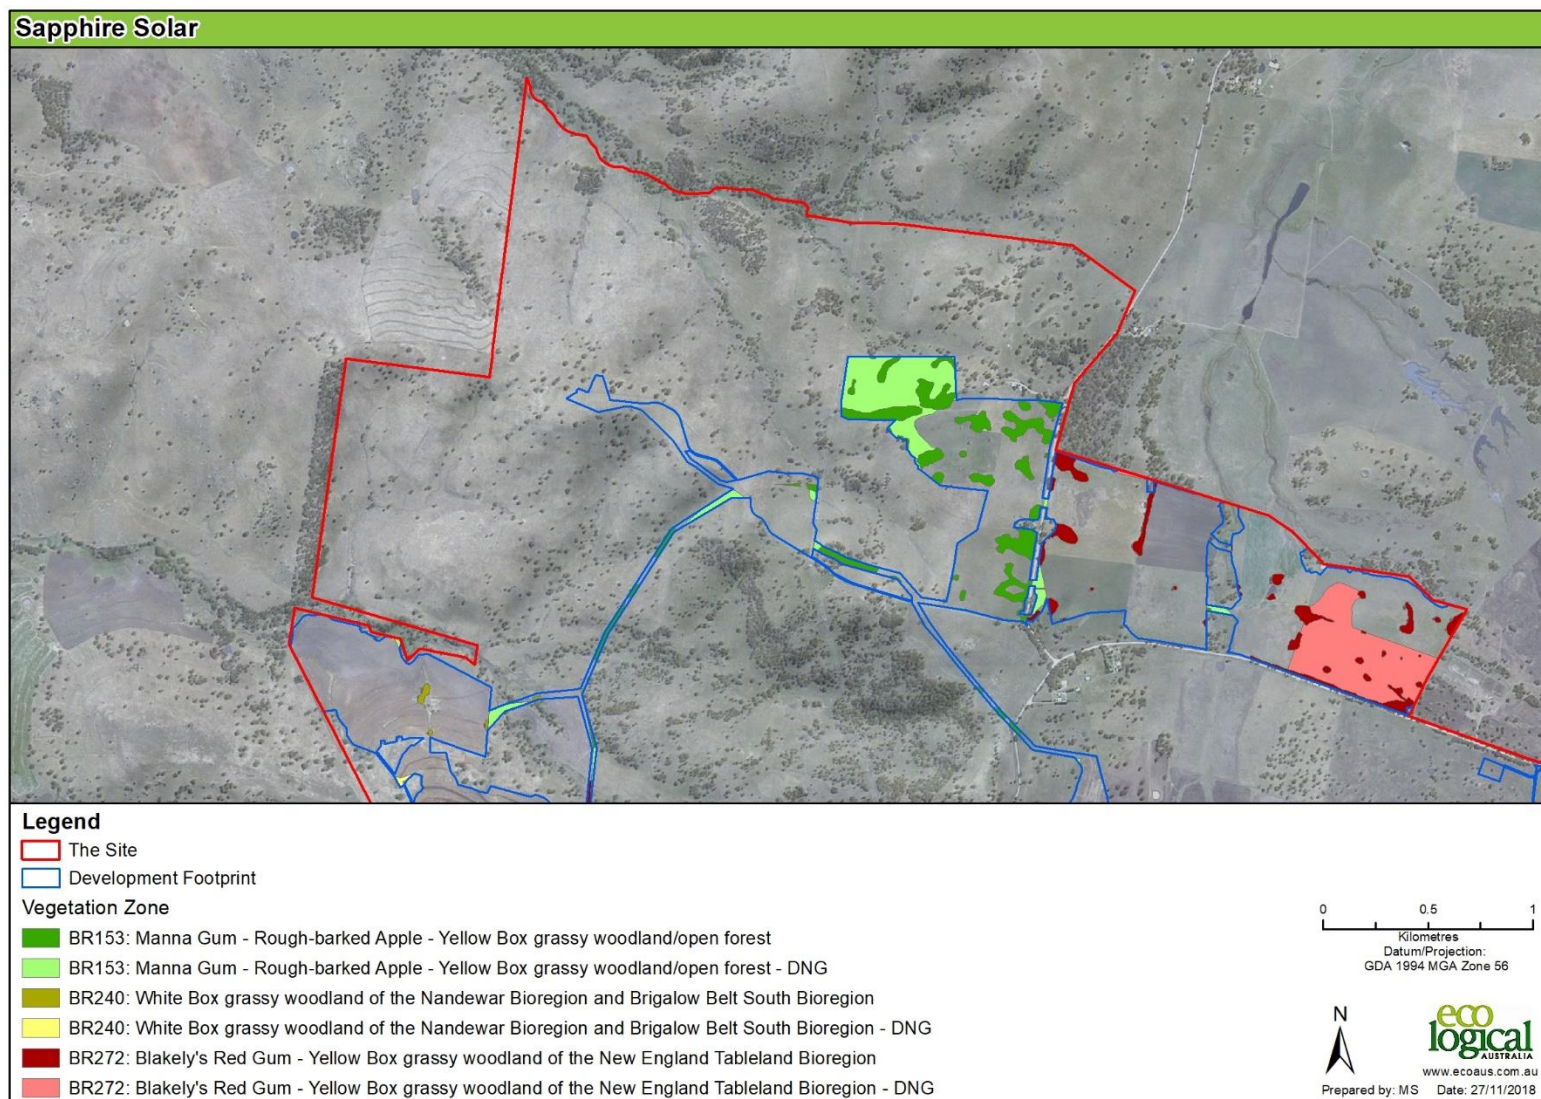 Sapphire Solar
Legend
The Site
Development Footprint
Vegetation Zone
BR153: Manna Gum - Rough-barked Apple - Yellow Box grassy woodland/open forest
BR153: Manna Gum - Rough-barked Apple - Yellow Box grassy woodland/open forest - DNG
BR240: White Box grassy woodland of the Nandewar Bioregion and Brigalow Belt South Bioregion
BR240: White Box grassy woodland of the Nandewar Bioregion and Brigalow Belt South Bioregion - DNG
BR272: Blakely's Red Gum - Yellow Box grassy woodland of the New England Tableland Bioregion
BR272: Blakely's Red Gum - Yellow Box grassy woodland of the New England Tableland Bioregion - DNG
0 0.5 1
Kilometres
Datum/Projection:
GDA 1994 MGA Zone 56
N
eco
logical
AUSTRALIA
www.ecoaus.com.au
Prepared by: MS Date: 27/11/2018